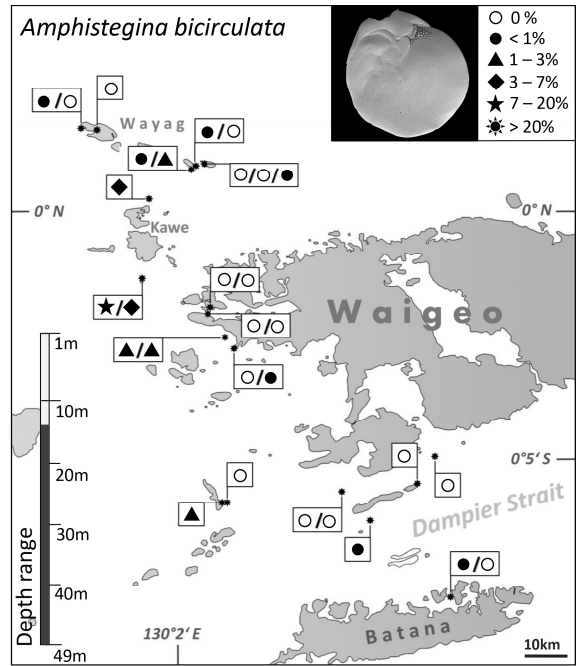 Amphistegina bicirculata
0 %
< 1%
1 – 3%
3 – 7%
7 – 20%
> 20%
Wayag
0° N
0° N
Kawe
Waigeo
1m
10m
20m
30m
40m
49m
Depth range
0°5‘ S
Dampier Strait
130°2‘ E
Batana
10km